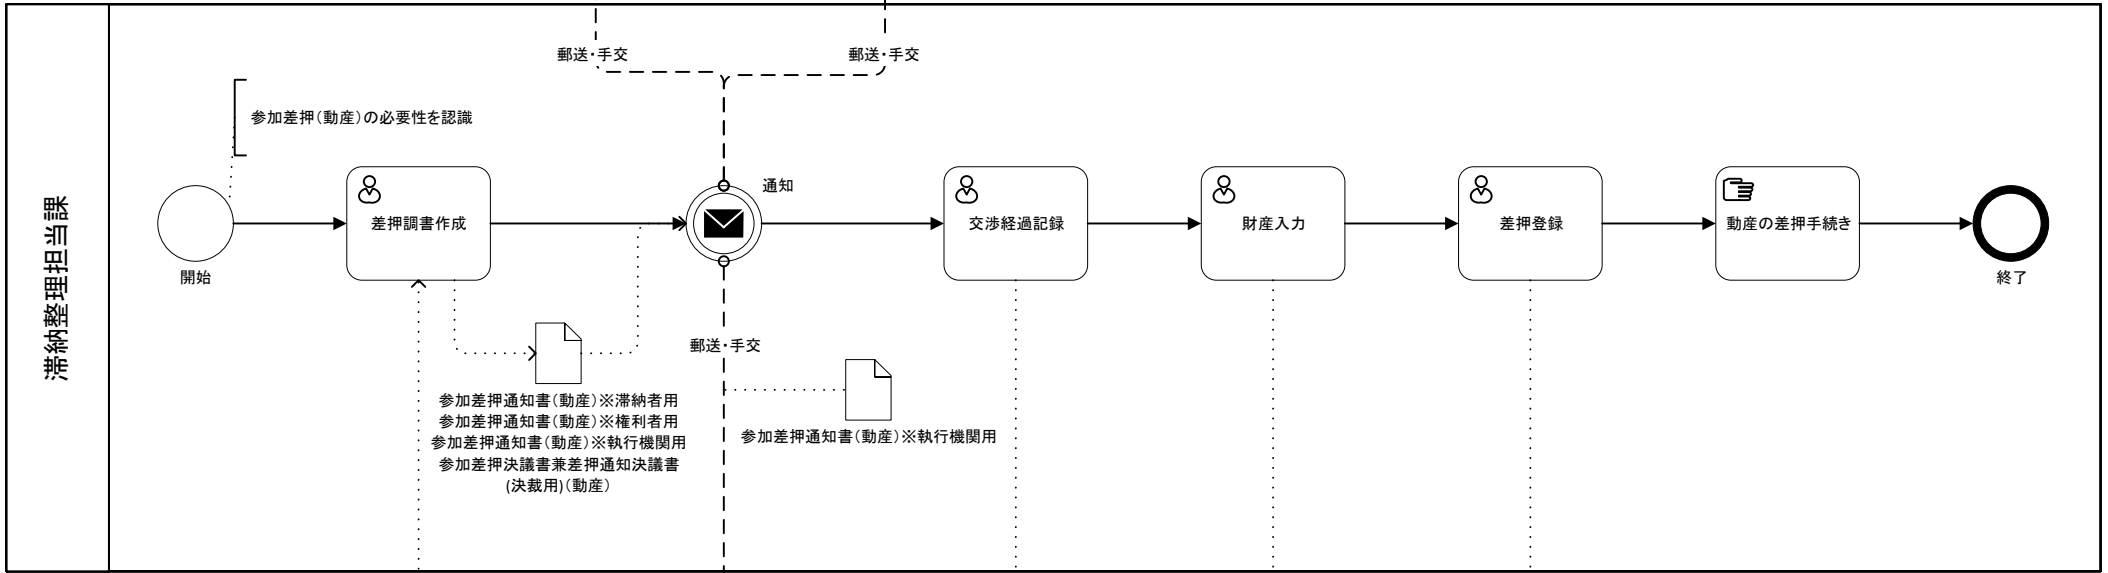 滞納整理担当課
郵送・手交
郵送・手交
参加差押（動産）の必要性を認識
開始
差押調書作成
通知
交渉経過記録
財産入力
差押登録
動産の差押手続き
終了
郵送・手交
参加差押通知書（動産）※滞納者用
参加差押通知書（動産）※権利者用
参加差押通知書（動産）※執行機関用
参加差押決議書兼差押通知決議書
(決裁用)（動産）
参加差押通知書（動産）※執行機関用